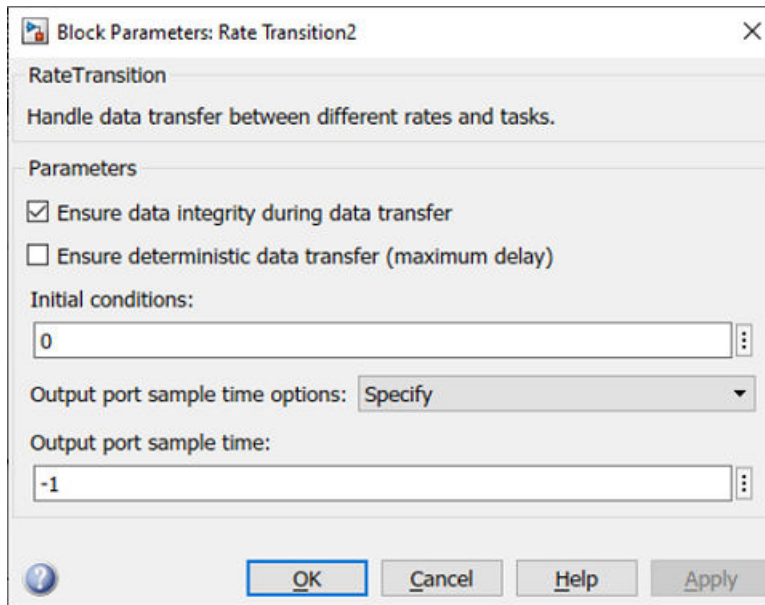 Block Parameters: Rate Transition2
RateTransition
Handle data transfer between different rates and tasks.
Parameters
Ensure data integrity during data transfer
Ensure deterministic data transfer (maximum delay)
Initial conditions:
0
Output port sample time options: Specify
Output port sample time:
-1
OK Cancel Help Apply